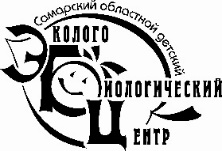 Самарский областной детский
ЭКОЛОГО
БИОЛОГИЧЕСКИЙ
ЦЕНТР